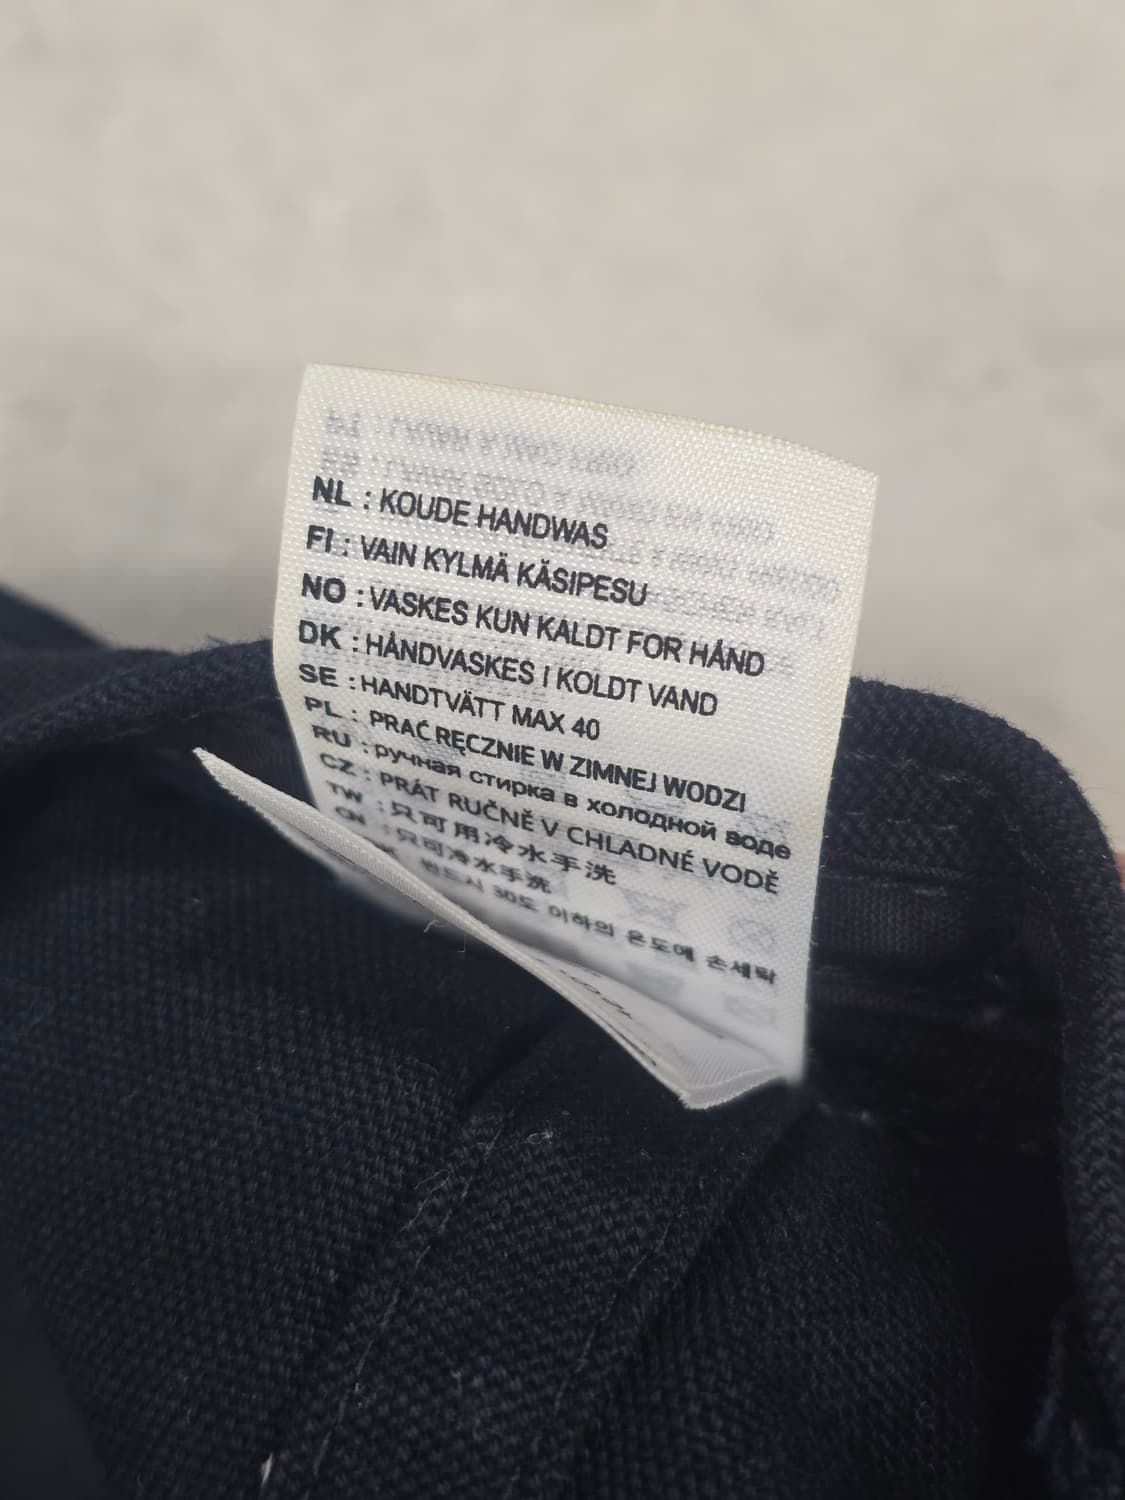 NL : KOUDE HANDWAS
FI : VAIN KYLMÄ KÄSIPESU
NO : VASKES KUN KALDT FOR HÅND
DK : HÅNDVASKES I KOLDT VAND
SE : HANDTVÄTT MAX 40
PL : PRAĆ RĘCZNIE W ZIMNEJ WODZI
RU : ручная стирка в холодной воде
CZ : PRÁT RUČNĚ V CHLADNÉ VODĚ
TW : 只可用冷水手洗
CN : 只可冷水手洗
반드시 30도 이하의 온도에 손세탁